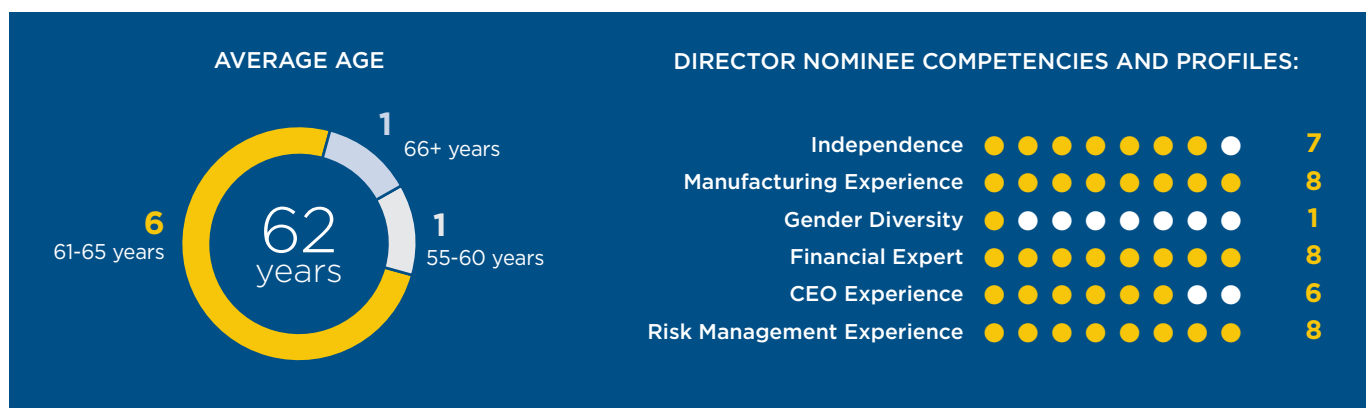 AVERAGE AGE
1
66+ years
6
61-65 years
62
years
1
55-60 years
DIRECTOR NOMINEE COMPETENCIES AND PROFILES:
Independence 7
Manufacturing Experience 8
Gender Diversity 1
Financial Expert 8
CEO Experience 6
Risk Management Experience 8